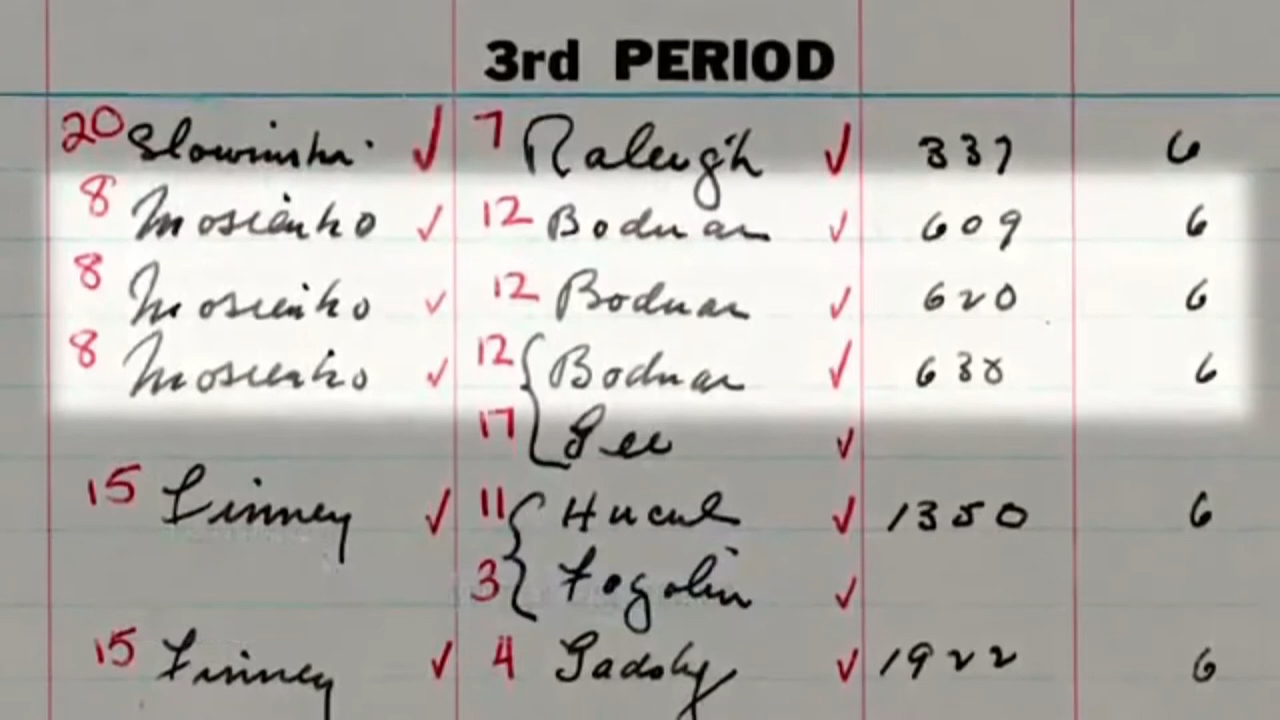 3rd PERIOD
20 Slowinski ✓ 7 Raleigh ✓ 337 6
8 Mosienko ✓ 12 Bodnar ✓ 609 6
8 Mosienko ✓ 12 Bodnar ✓ 620 6
8 Mosienko ✓ 12 Bodnar ✓ 630 6
17 Gee ✓
15 Finney ✓ 11 Hucul ✓ 1350 6
3 Fogolin ✓
15 Finney ✓ 4 Gadsby ✓ 1922 6